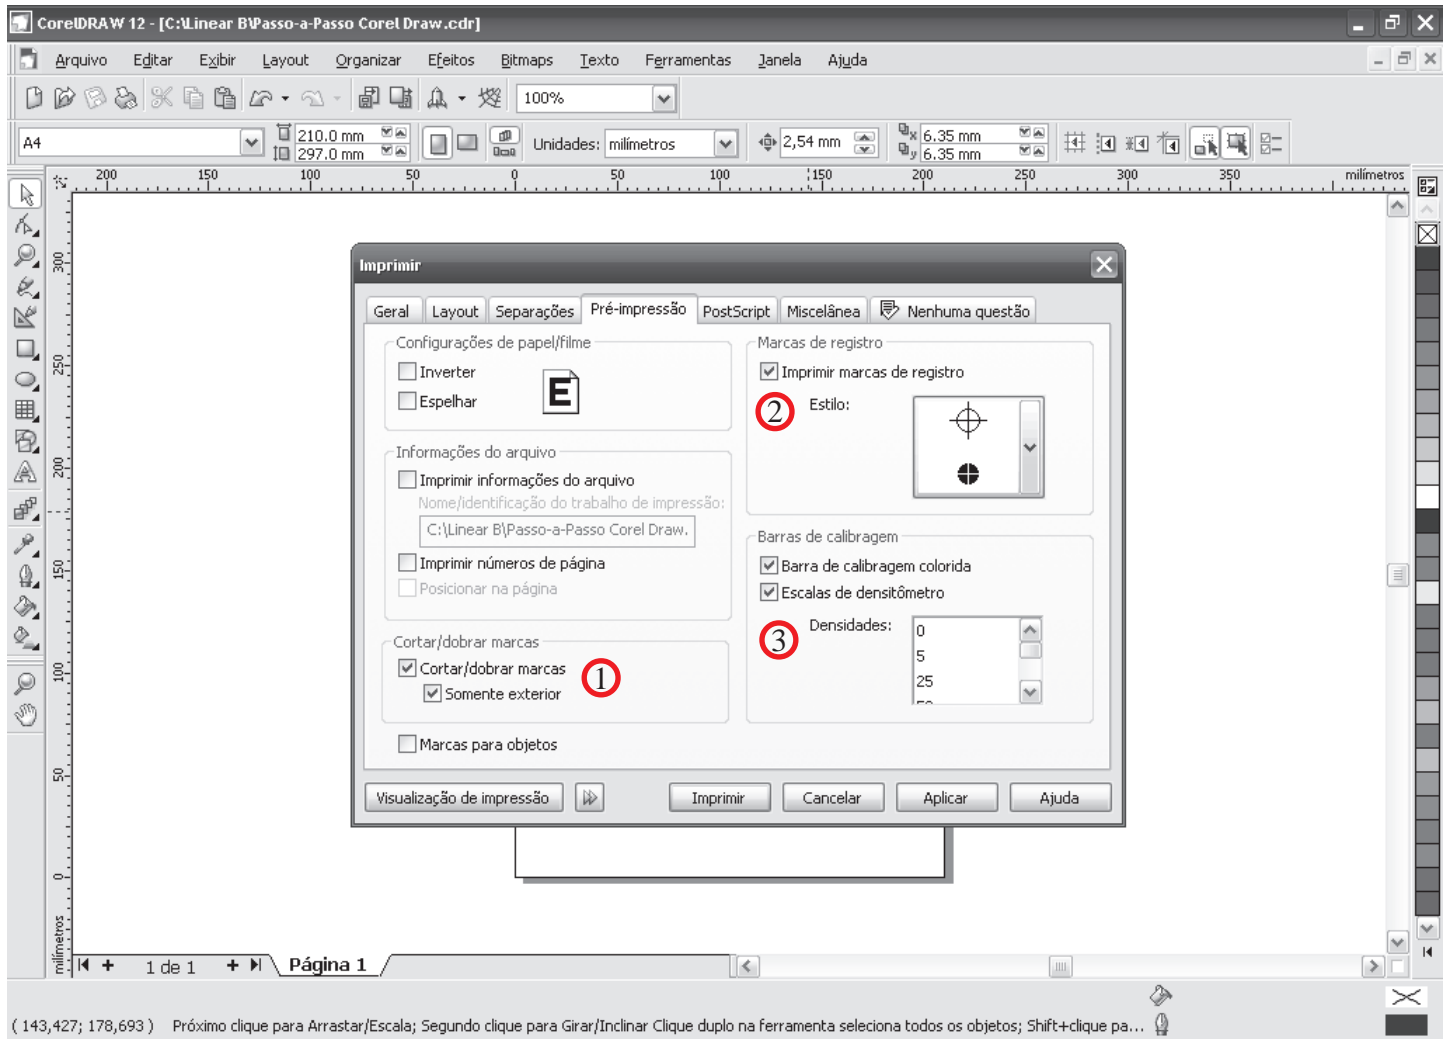 CorelDRAW 12 - [C:\Linear B\Passo-a-Passo Corel Draw.cdr]
Arquivo Editar Exibir Layout Organizar Efeitos Bitmaps Texto Ferramentas Janela Ajuda
100%
A4 210.0 mm 297.0 mm Unidades: milímetros 2,54 mm x 6.35 mm y 6.35 mm
200 150 100 50 0 50 100 150 200 250 300 350 milímetros
300
250
200
150
100
50
0
milímetros
Imprimir
Geral Layout Separações Pré-impressão PostScript Miscelânea Nenhuma questão
Configurações de papel/filme
Inverter
Espelhar
E
Informações do arquivo
Imprimir informações do arquivo
Nome/identificação do trabalho de impressão:
C:\Linear B\Passo-a-Passo Corel Draw.
Imprimir números de página
Posicionar na página
Cortar/dobrar marcas
Cortar/dobrar marcas
1
Somente exterior
Marcas para objetos
Marcas de registro
Imprimir marcas de registro
2 Estilo:
Barras de calibragem
Barra de calibragem colorida
Escalas de densitômetro
3 Densidades:
0
5
25
Visualização de impressão Imprimir Cancelar Aplicar Ajuda
1 de 1 Página 1
( 143,427; 178,693 ) Próximo clique para Arrastar/Escala; Segundo clique para Girar/Inclinar Clique duplo na ferramenta seleciona todos os objetos; Shift+clique pa...